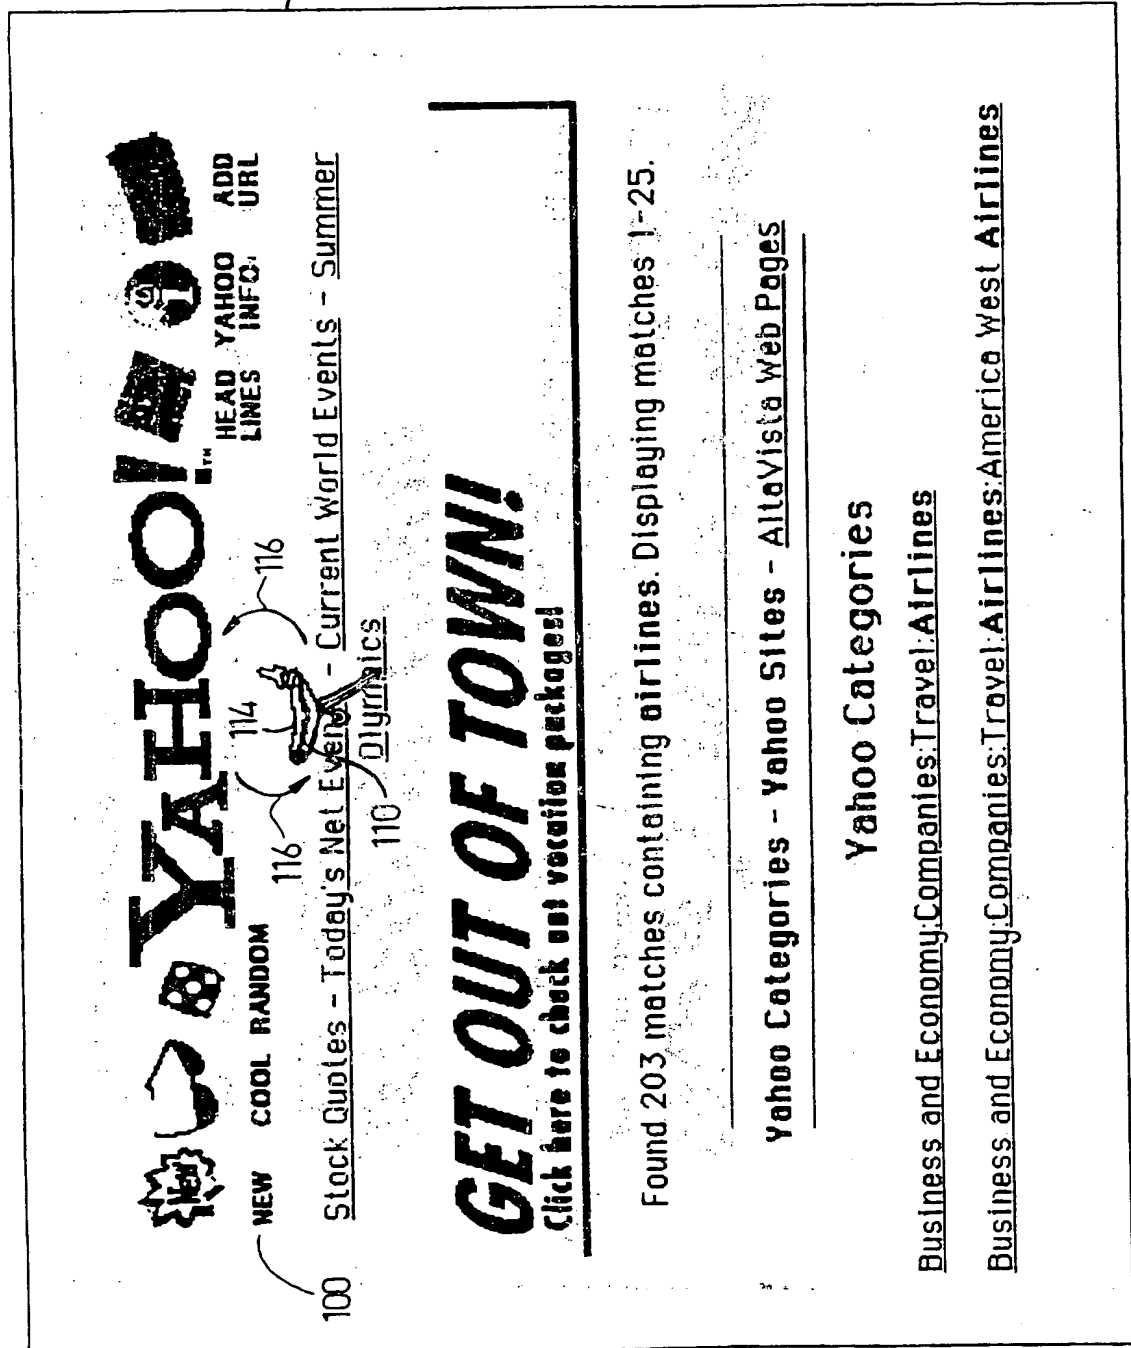 New
YAHOO!™
NEW COOL RANDOM HEAD LINES YAHOO INFO ADD URL
100
116
114
116
110
Stock Quotes - Today's Net Events - Current World Events - Summer
Olympics
GET OUT OF TOWN!
Click here to check out vacation packages!
Found 203 matches containing airlines. Displaying matches 1-25.
Yahoo Categories - Yahoo Sites - AltaVista Web Pages
Yahoo Categories
Business and Economy:Companies:Travel:Airlines
Business and Economy:Companies:Travel:Airlines:America West Airlines